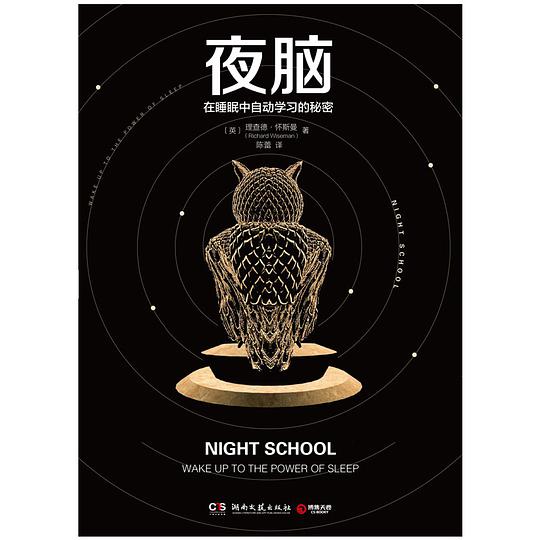 夜脑
在睡眠中自动学习的秘密
［英］理查德·怀斯曼 著
(Richard Wiseman)
陈蕾 译
WAKE UP TO THE POWER OF SLEEP
NIGHT SCHOOL
NIGHT SCHOOL
WAKE UP TO THE POWER OF SLEEP
湖南文艺出版社
博集天卷
CS-BOOKY